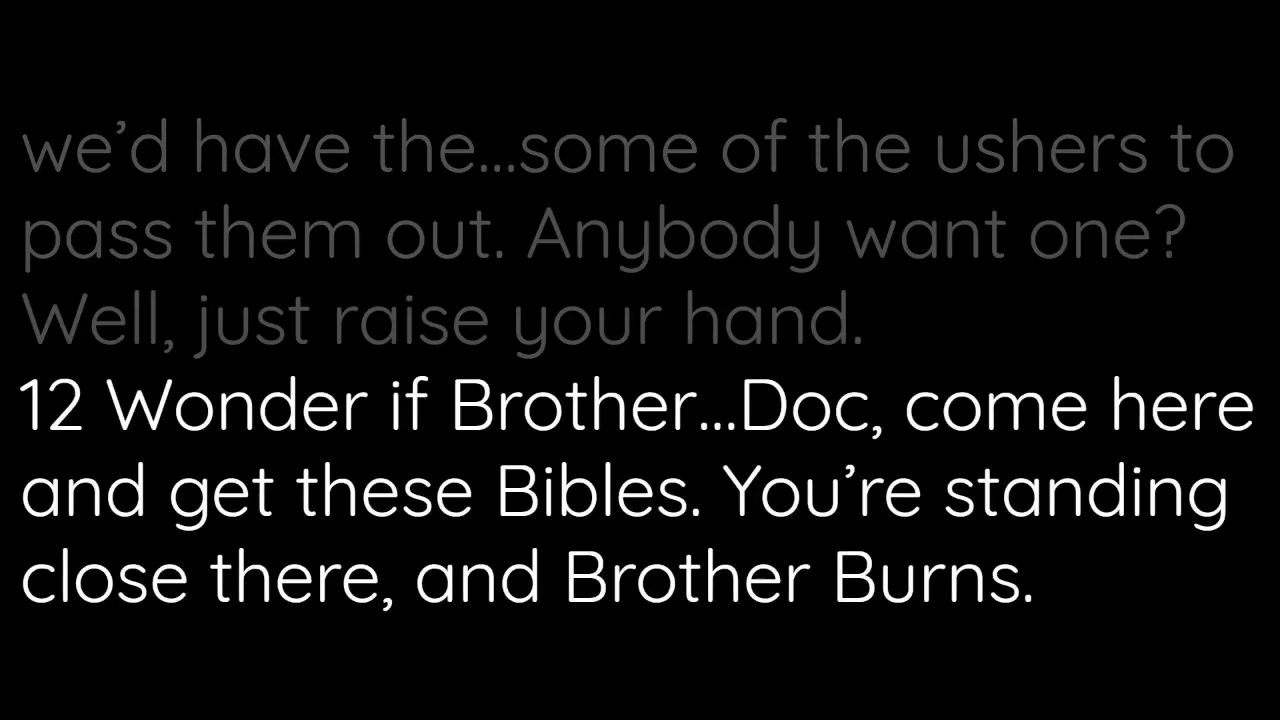 we’d have the...some of the ushers to
pass them out. Anybody want one?
Well, just raise your hand.
12 Wonder if Brother...Doc, come here
and get these Bibles. You’re standing
close there, and Brother Burns.